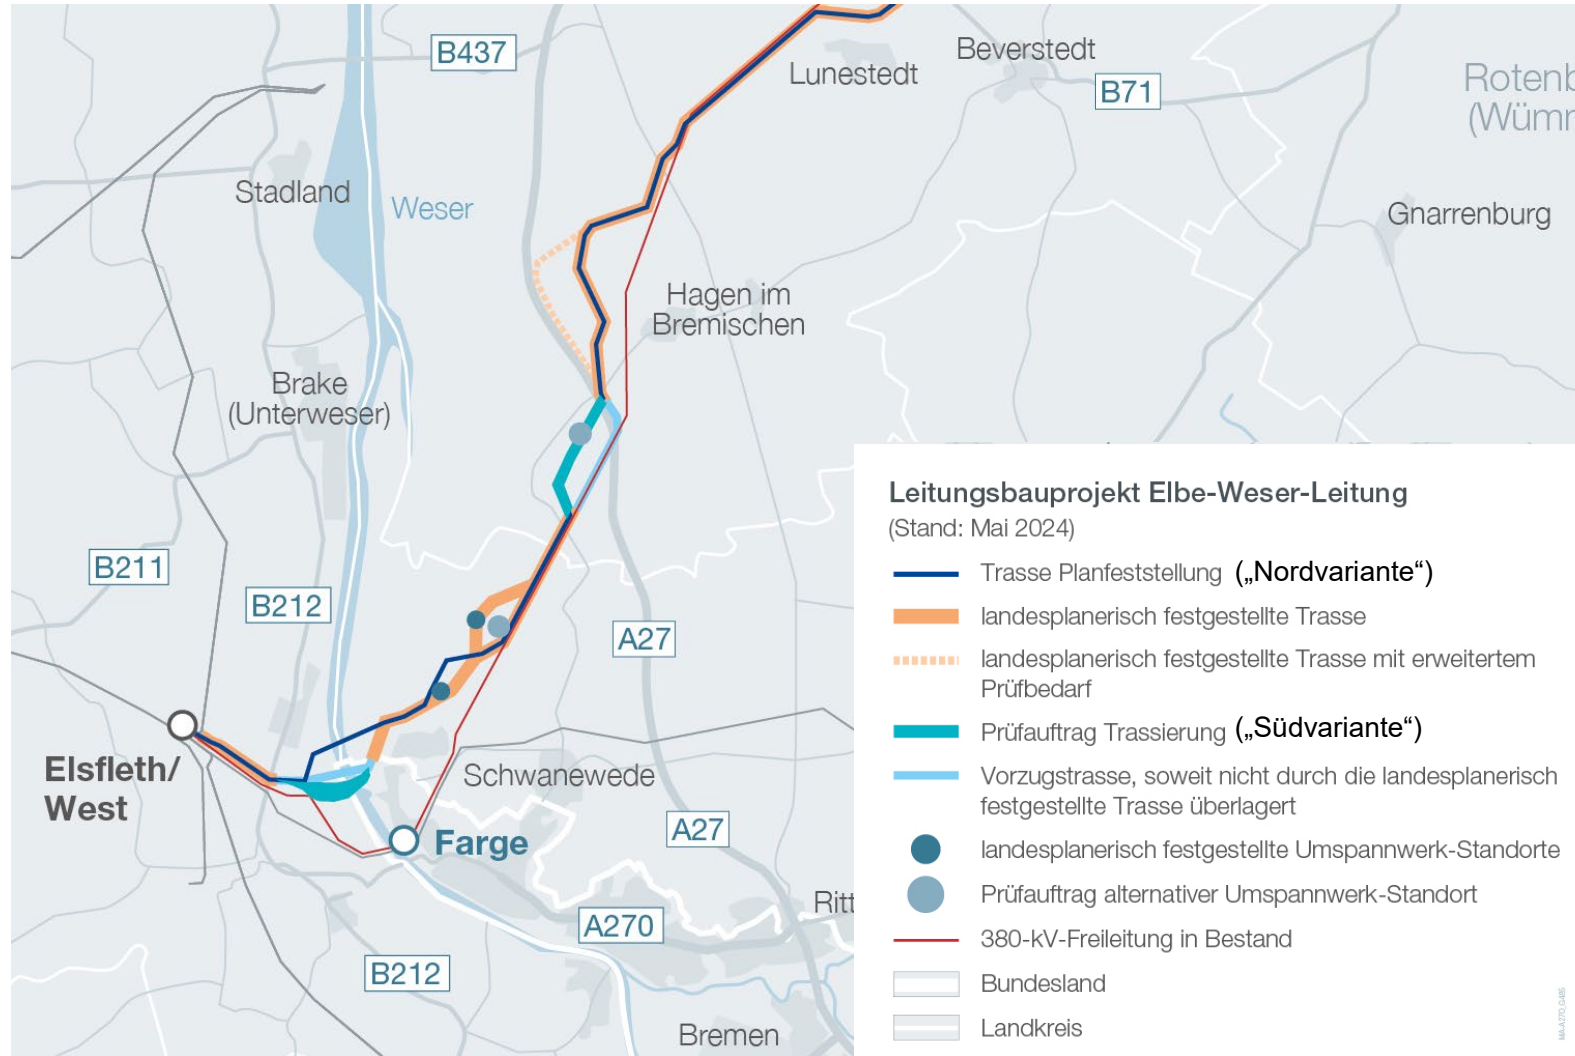 B437
Lunestedt
Beverstedt
B71
Rotenb
(Wümr
Stadland
Weser
Gnarrenburg
Hagen im
Bremischen
Brake
(Unterweser)
B211
B212
A27
Elsfleth/
West
Schwanewede
Farge
A27
Ritt
A270
B212
Bremen
Leitungsbauprojekt Elbe-Weser-Leitung
(Stand: Mai 2024)
Trasse Planfeststellung („Nordvariante“)
landesplanerisch festgestellte Trasse
landesplanerisch festgestellte Trasse mit erweitertem
Prüfbedarf
Prüfauftrag Trassierung („Südvariante“)
Vorzugstrasse, soweit nicht durch die landesplanerisch
festgestellte Trasse überlagert
landesplanerisch festgestellte Umspannwerk-Standorte
Prüfauftrag alternativer Umspannwerk-Standort
380-kV-Freileitung in Bestand
Bundesland
Landkreis